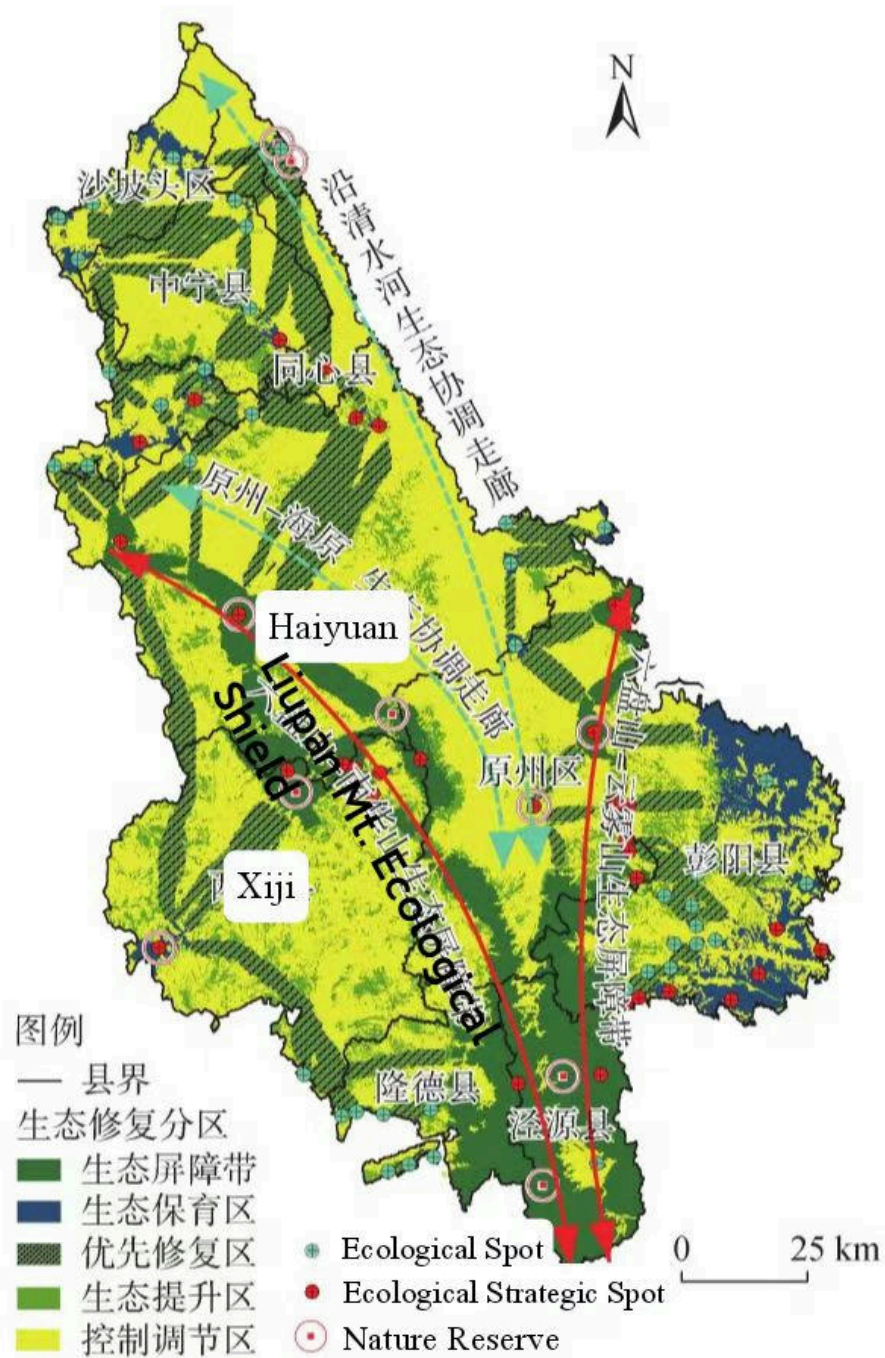 N
沙坡头区
沿清水河生态协调走廊
中宁县
同心县
原州-海原 生态协调走廊
Haiyuan
Liupan Mt. Ecological
Shield
六盘山-云雾山生态屏障带
原州区
彭阳县
Xiji
隆德县
泾源县
图例
县界
生态修复分区
生态屏障带
生态保育区
优先修复区
生态提升区
控制调节区
Ecological Spot
Ecological Strategic Spot
Nature Reserve
0 25 km